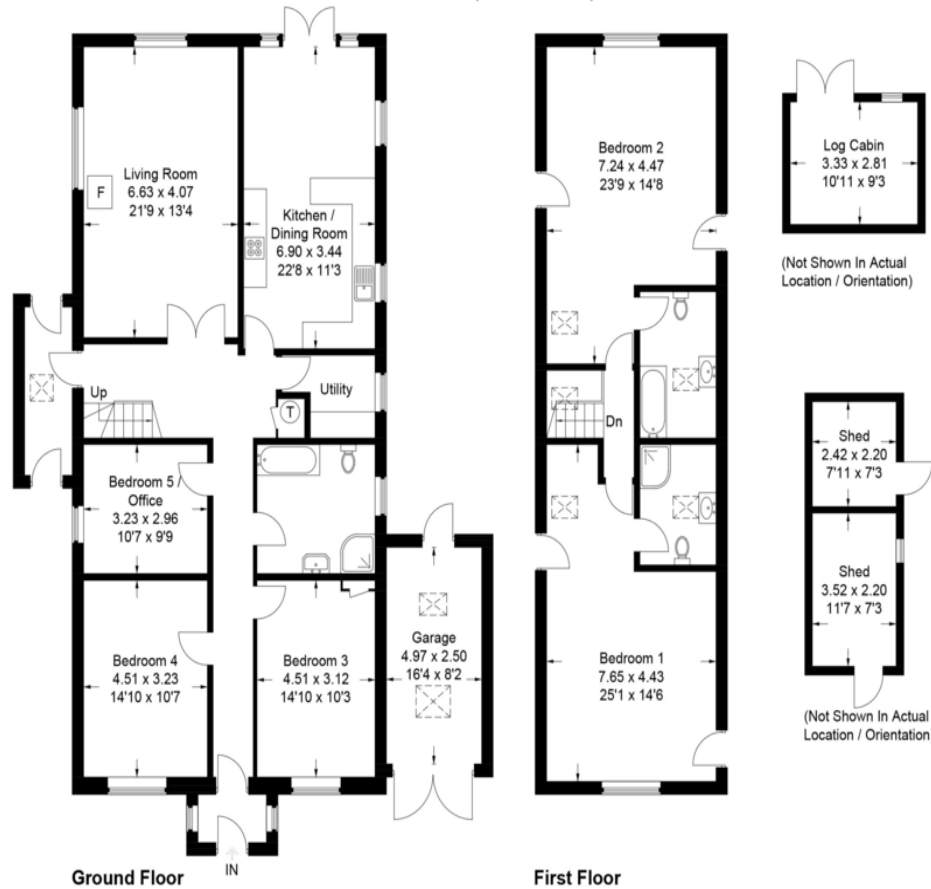 Living Room
6.63 x 4.07
21'9 x 13'4
F
Kitchen /
Dining Room
6.90 x 3.44
22'8 x 11'3
Up
Utility
T
Bedroom 5 /
Office
3.23 x 2.96
10'7 x 9'9
Bedroom 4
4.51 x 3.23
14'10 x 10'7
Bedroom 3
4.51 x 3.12
14'10 x 10'3
Garage
4.97 x 2.50
16'4 x 8'2
IN
Ground Floor
Bedroom 2
7.24 x 4.47
23'9 x 14'8
Dn
Bedroom 1
7.65 x 4.43
25'1 x 14'6
First Floor
Log Cabin
3.33 x 2.81
10'11 x 9'3
(Not Shown In Actual
Location / Orientation)
Shed
2.42 x 2.20
7'11 x 7'3
Shed
3.52 x 2.20
11'7 x 7'3
(Not Shown In Actual
Location / Orientation